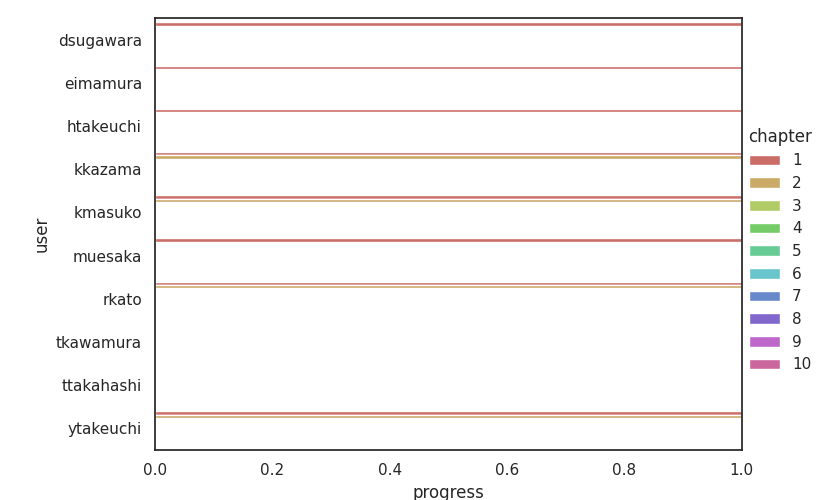 dsugawara
eimamura
htakeuchi
kkazama
kmasuko
muesaka
rkato
tkawamura
ttakahashi
ytakeuchi
user
0.0 0.2 0.4 0.6 0.8 1.0
progress
chapter
1
2
3
4
5
6
7
8
9
10